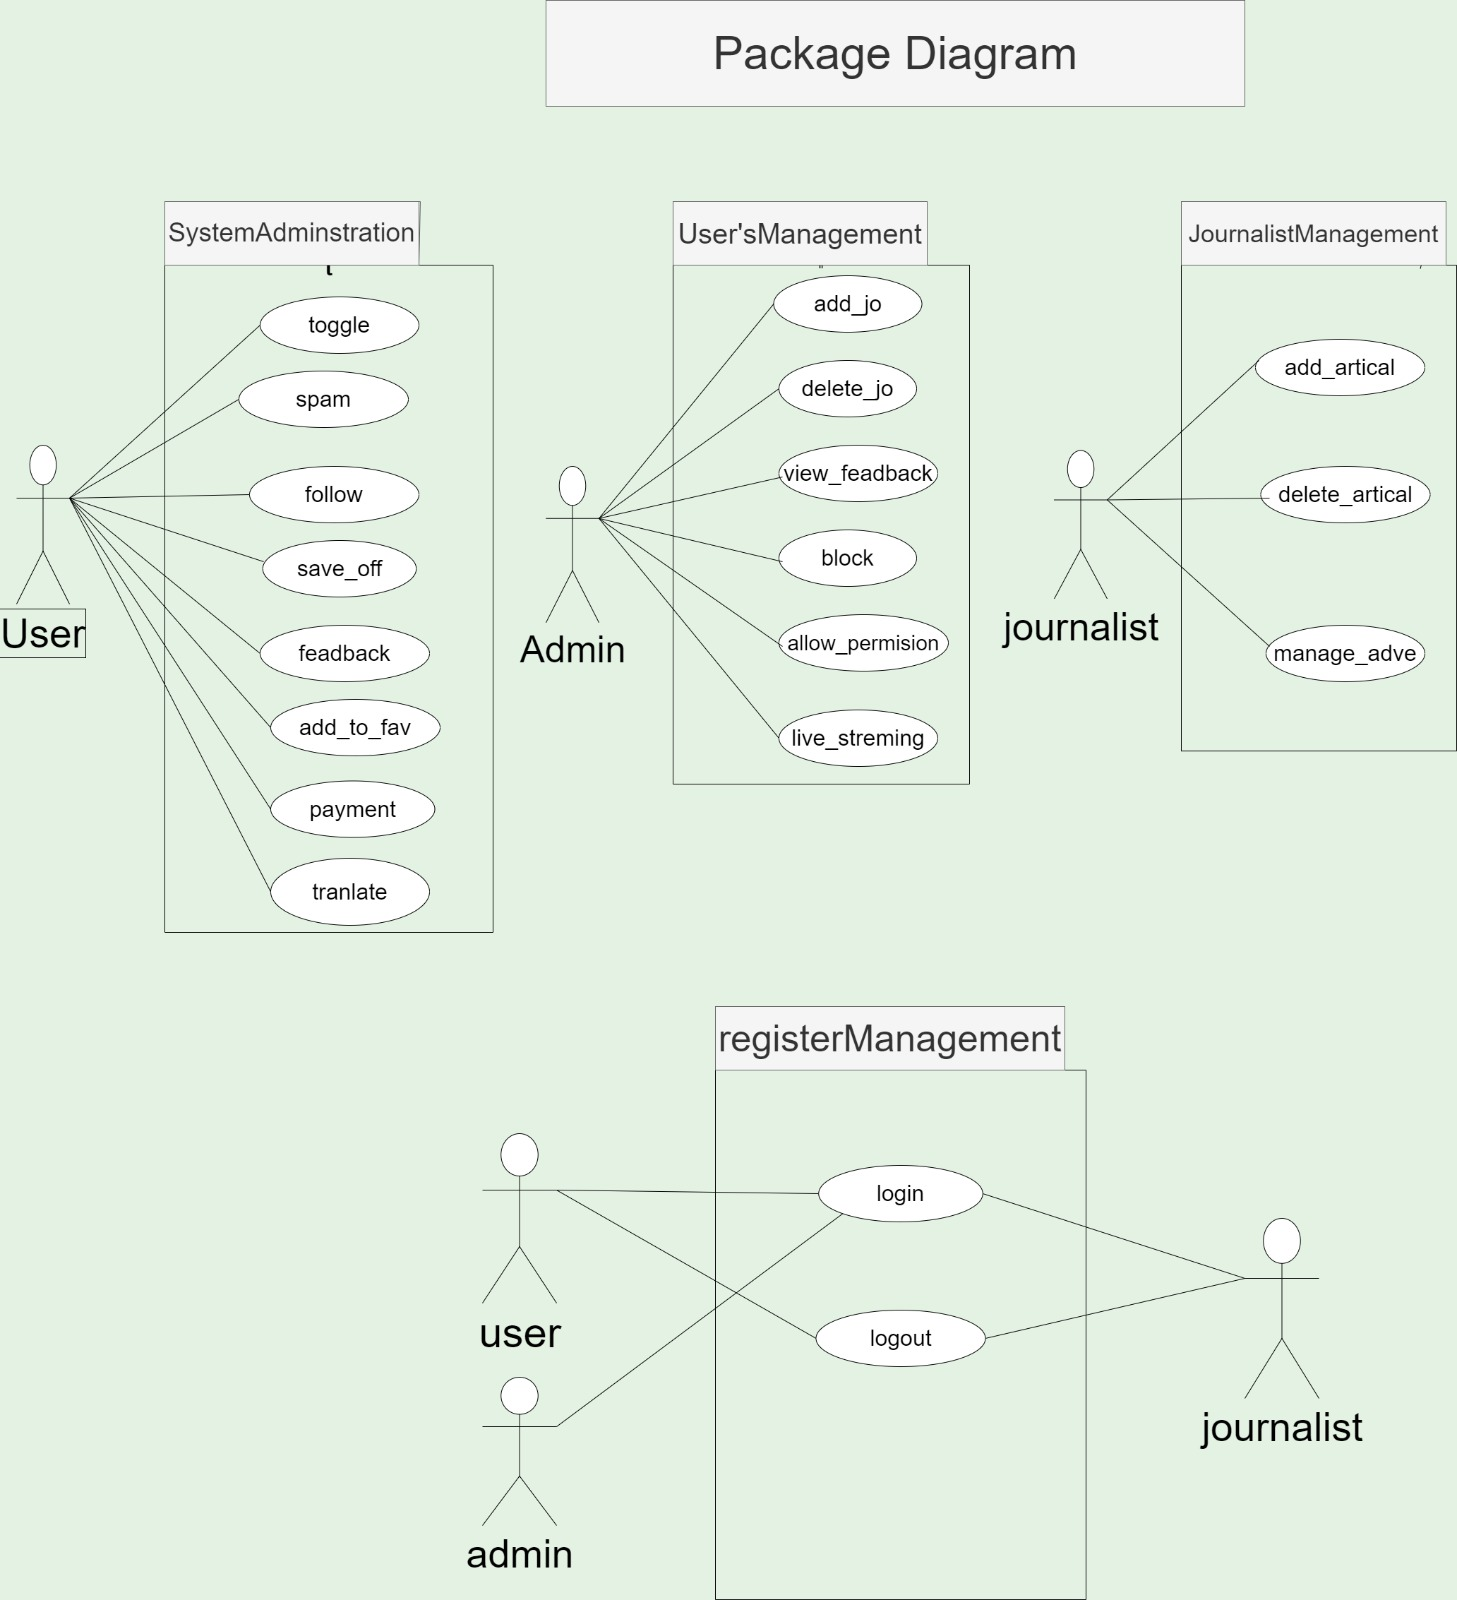 Package Diagram
SystemAdminstration
toggle
spam
follow
save_off
feadback
add_to_fav
payment
tranlate
User
User'sManagement
add_jo
delete_jo
view_feadback
block
allow_permision
live_streming
Admin
JournalistManagement
add_artical
delete_artical
manage_adve
journalist
registerManagement
login
logout
user
admin
journalist